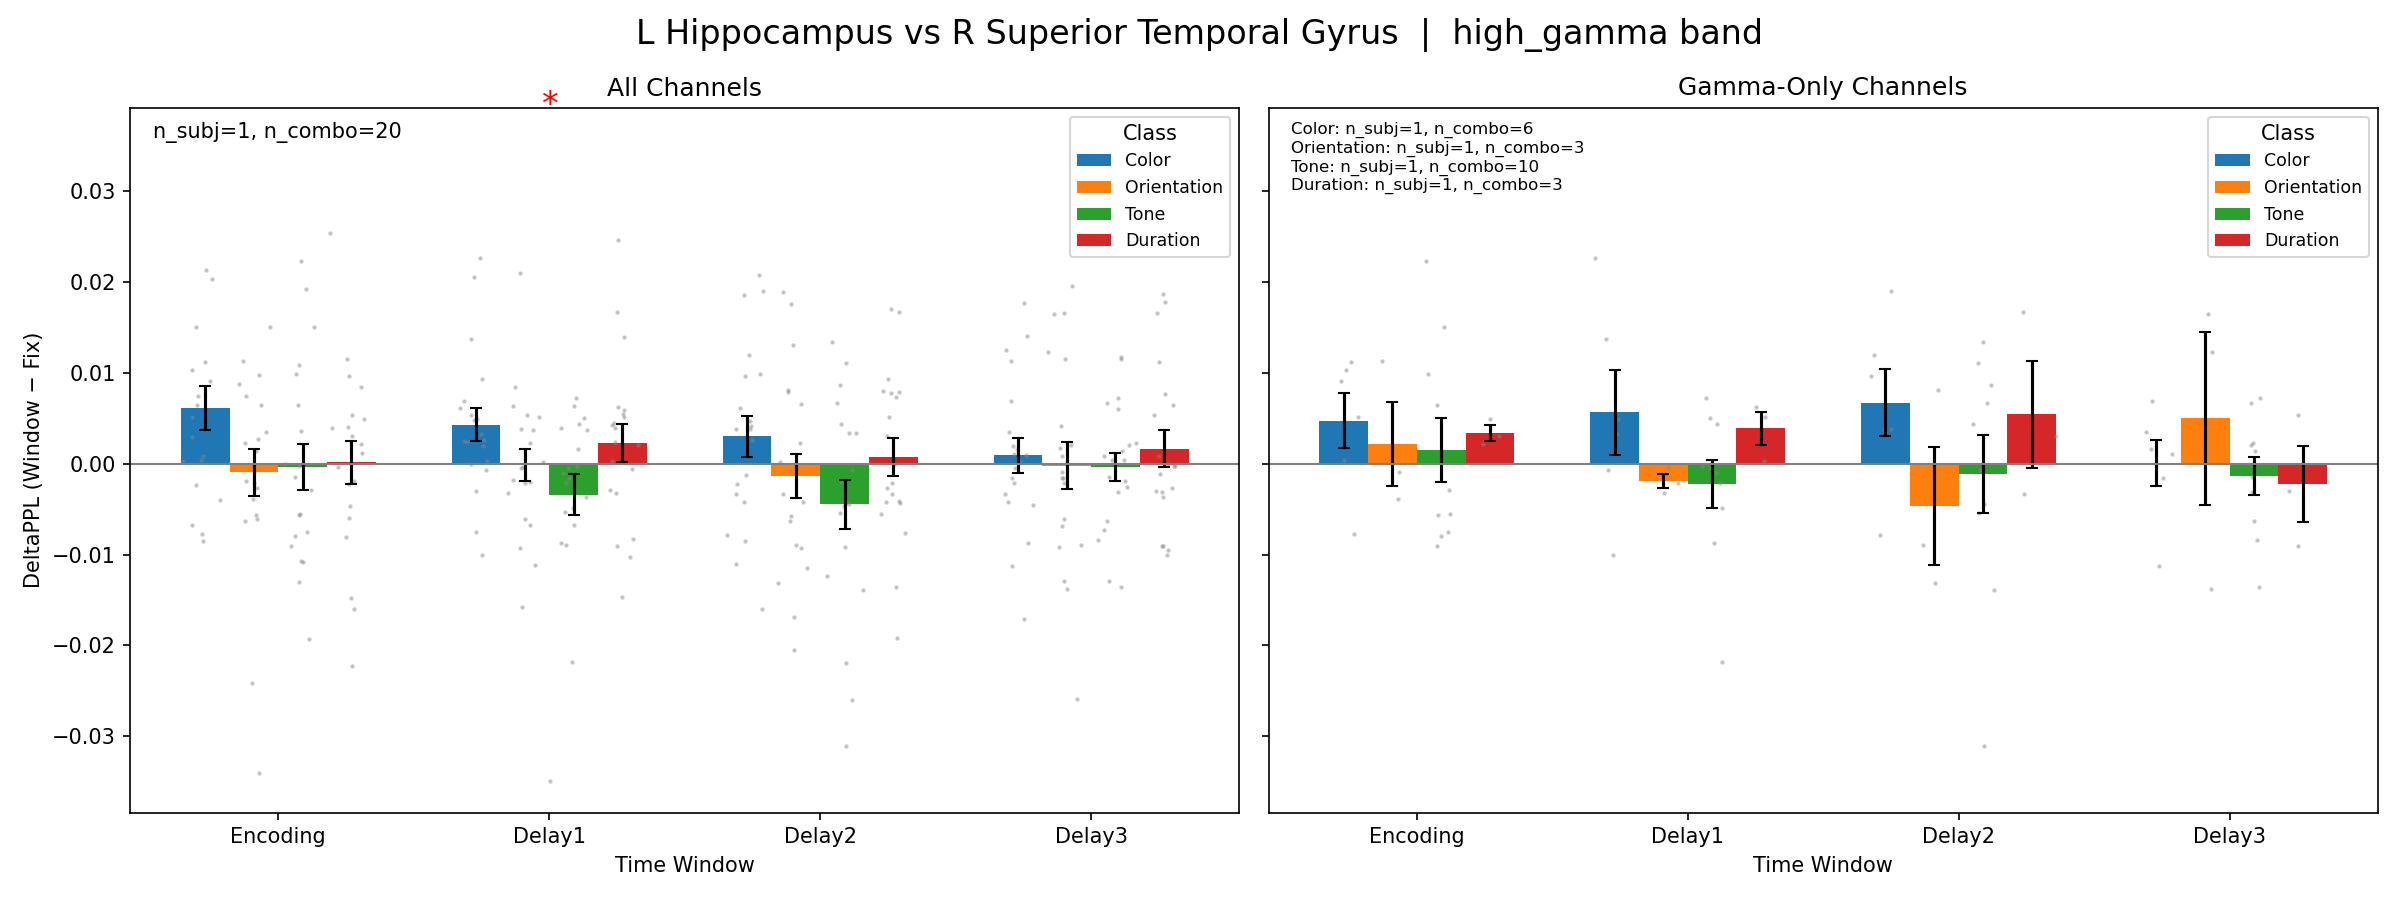 L Hippocampus vs R Superior Temporal Gyrus | high_gamma band
All Channels
*
n_subj=1, n_combo=20
Class
Color
Orientation
Tone
Duration
DeltaPPL (Window − Fix)
0.03
0.02
0.01
0.00
−0.01
−0.02
−0.03
Encoding
Delay1
Delay2
Delay3
Time Window
Gamma-Only Channels
Color: n_subj=1, n_combo=6
Orientation: n_subj=1, n_combo=3
Tone: n_subj=1, n_combo=10
Duration: n_subj=1, n_combo=3
Class
Color
Orientation
Tone
Duration
Encoding
Delay1
Delay2
Delay3
Time Window